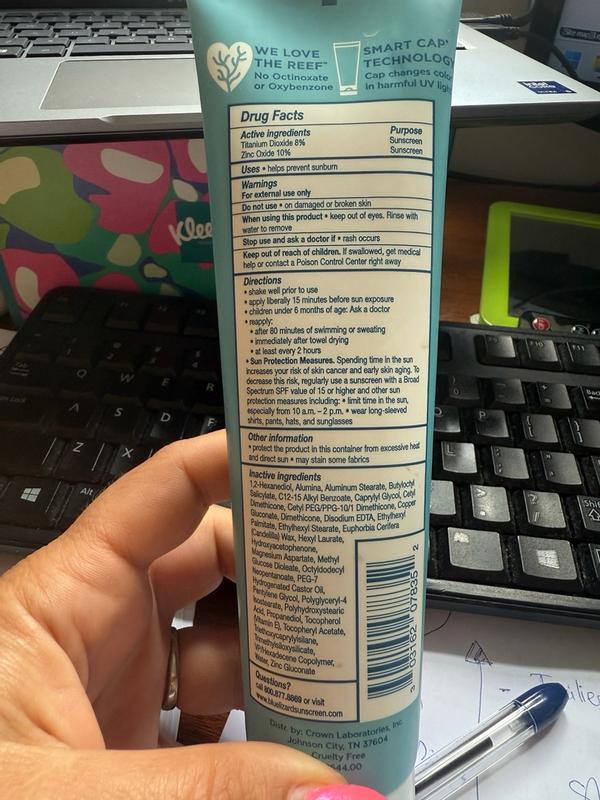 WE LOVE
THE REEF™
No Octinoxate
or Oxybenzone
SMART CAP®
TECHNOLOGY
Cap changes color
in harmful UV light
Drug Facts
Active ingredients Purpose
Titanium Dioxide 8% Sunscreen
Zinc Oxide 10% Sunscreen
Uses • helps prevent sunburn
Warnings
For external use only
Do not use • on damaged or broken skin
When using this product • keep out of eyes. Rinse with
water to remove
Stop use and ask a doctor if • rash occurs
Keep out of reach of children. If swallowed, get medical
help or contact a Poison Control Center right away
Directions
• shake well prior to use
• apply liberally 15 minutes before sun exposure
• children under 6 months of age: Ask a doctor
• reapply:
• after 80 minutes of swimming or sweating
• immediately after towel drying
• at least every 2 hours
• Sun Protection Measures. Spending time in the sun
increases your risk of skin cancer and early skin aging. To
decrease this risk, regularly use a sunscreen with a Broad
Spectrum SPF value of 15 or higher and other sun
protection measures including: • limit time in the sun,
especially from 10 a.m. – 2 p.m. • wear long-sleeved
shirts, pants, hats, and sunglasses
Other information
• protect the product in this container from excessive heat
and direct sun • may stain some fabrics
Inactive ingredients
1,2-Hexanediol, Alumina, Aluminum Stearate, Butyloctyl
Salicylate, C12-15 Alkyl Benzoate, Caprylyl Glycol, Cetyl
Dimethicone, Cetyl PEG/PPG-10/1 Dimethicone, Copper
Gluconate, Dimethicone, Disodium EDTA, Ethylhexyl
Palmitate, Ethylhexyl Stearate, Euphorbia Cerifera
(Candelilla) Wax, Hexyl Laurate,
Hydroxyacetophenone,
Magnesium Aspartate, Methyl
Glucose Dioleate, Octyldodecyl
Neopentanoate, PEG-7
Hydrogenated Castor Oil,
Pentylene Glycol, Polyglyceryl-4
Isostearate, Polyhydroxystearic
Acid, Propanediol, Tocopherol
(Vitamin E), Tocopheryl Acetate,
Triethoxycaprylylsilane,
Trimethylsiloxysilicate,
VP/Hexadecene Copolymer,
Water, Zinc Gluconate
3 03162 07835 2
Questions?
call 800.877.8869 or visit
www.bluelizardsunscreen.com
Distr. by: Crown Laboratories, Inc.
Johnson City, TN 37604
Cruelty Free
544.00
Klee
intel
Q W E R
A S D F
Z X C
Alt
F9 F10 F11
O P
L